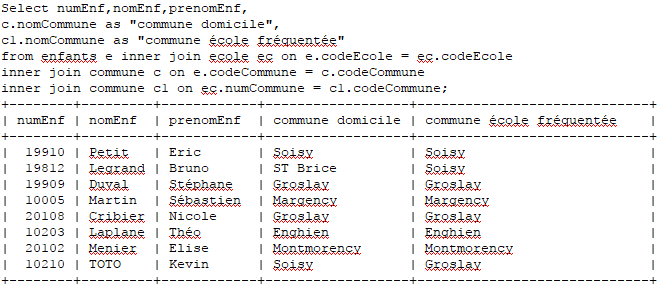 Select numEnf,nomEnf,prenomEnf,
c.nomCommune as "commune domicile",
c1.nomCommune as "commune école fréquentée"
from enfants e inner join ecole ec on e.codeEcole = ec.codeEcole
inner join commune c on e.codeCommune = c.codeCommune
inner join commune c1 on ec.numCommune = c1.codeCommune;
+--------+---------+------------+------------------+--------------------------+
| numEnf | nomEnf | prenomEnf | commune domicile | commune école fréquentée |
+--------+---------+------------+------------------+--------------------------+
| 19910 | Petit | Eric | Soisy | Soisy |
| 19812 | Legrand | Bruno | ST Brice | Soisy |
| 19909 | Duval | Stéphane | Groslay | Groslay |
| 10005 | Martin | Sébastien | Margency | Margency |
| 20108 | Cribier | Nicole | Groslay | Groslay |
| 10203 | Laplane | Théo | Enghien | Enghien |
| 20102 | Menier | Elise | Montmorency | Montmorency |
| 10210 | TOTO | Kevin | Soisy | Groslay |
+--------+---------+------------+------------------+--------------------------+